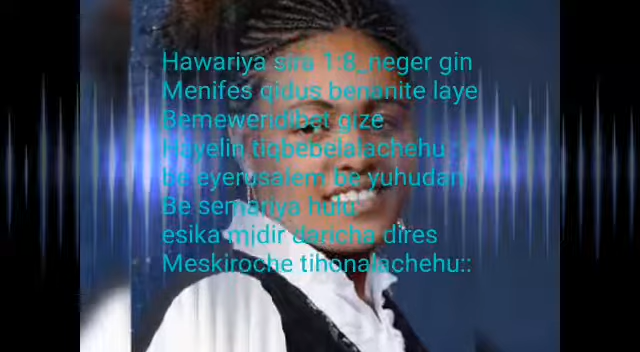 Hawariya sira 1:8_neger gin
Menifes qidus benanite laye
Bemewendibet gize
Hayelin tiqbebelalachehu
be eyerusalem be yuhudan
Be semariya hulu
esika midir daricha dires
Meskiroche tihonalachehu::